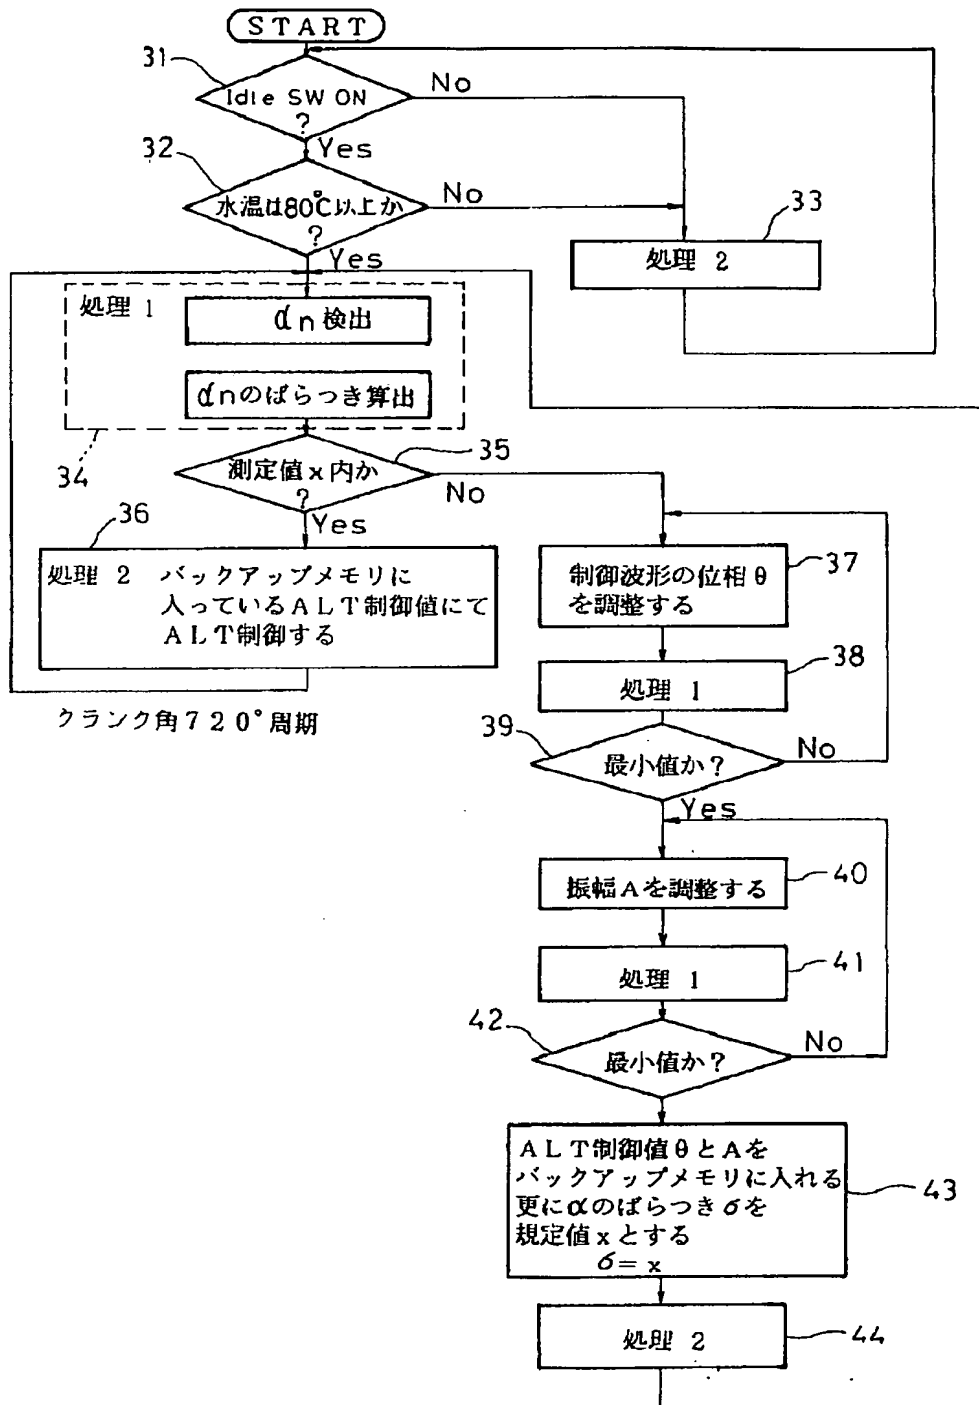 START
31
Idle SW ON
?
No
Yes
32
水温は80℃以上か
?
No
Yes
33
処理 2
処理 1
αn検出
αnのばらつき算出
34
35
測定値x内か
?
No
Yes
36
処理 2 バックアップメモリに
入っているALT制御値にて
ALT制御する
クランク角720°周期
37
制御波形の位相θ
を調整する
38
処理 1
39
最小値か?
No
Yes
40
振幅Aを調整する
41
処理 1
42
最小値か?
No
43
ALT制御値θとAを
バックアップメモリに入れる
更にαのばらつきσを
規定値xとする
σ= x
44
処理 2